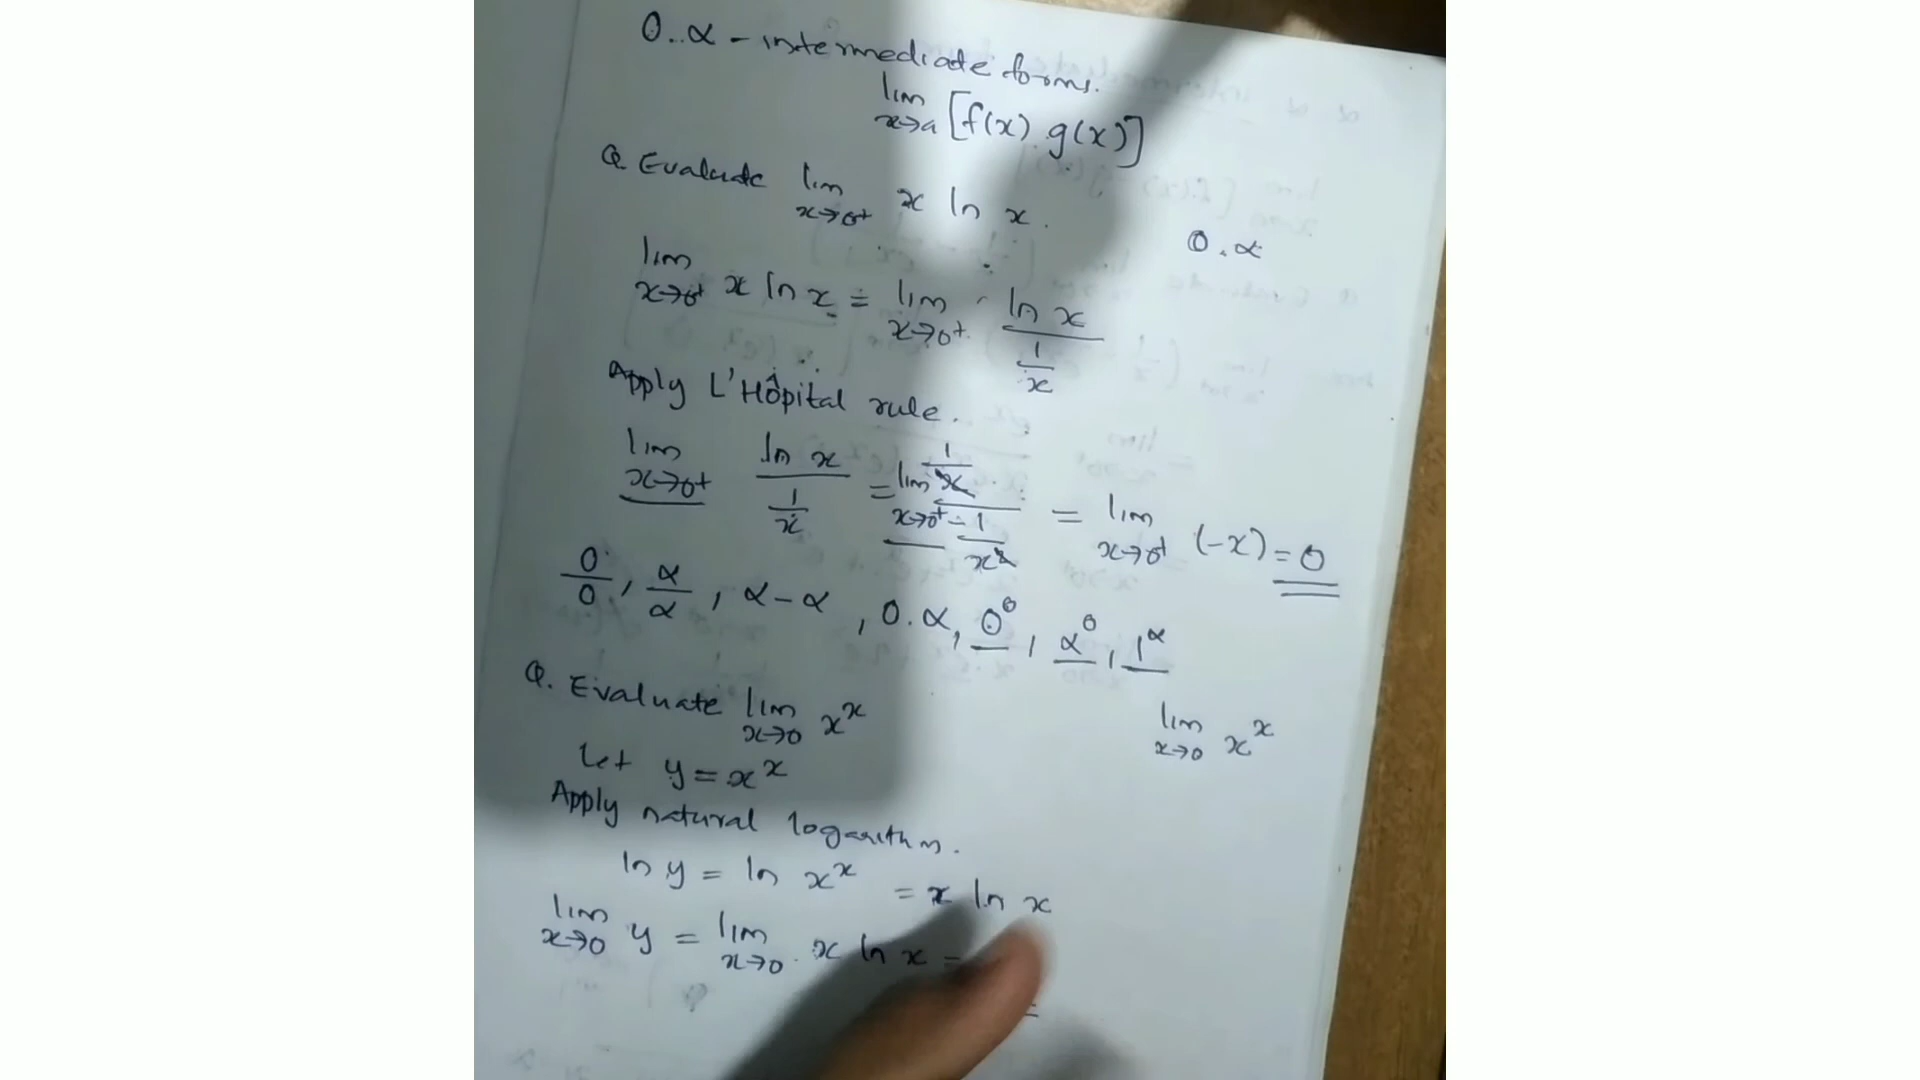 0..∝ - intermediate forms.
lim x→a [f(x) . g(x)]
Q. Evaluate lim x→0+ x ln x.
0.∝
lim x→0+ x ln x = lim x→0+ ln x / (1/x)
Apply L'Hôpital rule.
lim x→0+ ln x / (1/x) = lim x→0+ (1/x) / (-1/x²) = lim x→0+ (-x) = 0
0/0, ∝/∝, ∝-∝, 0.∝, 0⁰, ∝⁰, 1^∝
Q. Evaluate lim x→0 x^x
lim x→0 x^x
Let y = x^x
Apply natural logarithm.
ln y = ln x^x = x ln x
lim x→0 y = lim x→0 x ln x =
=